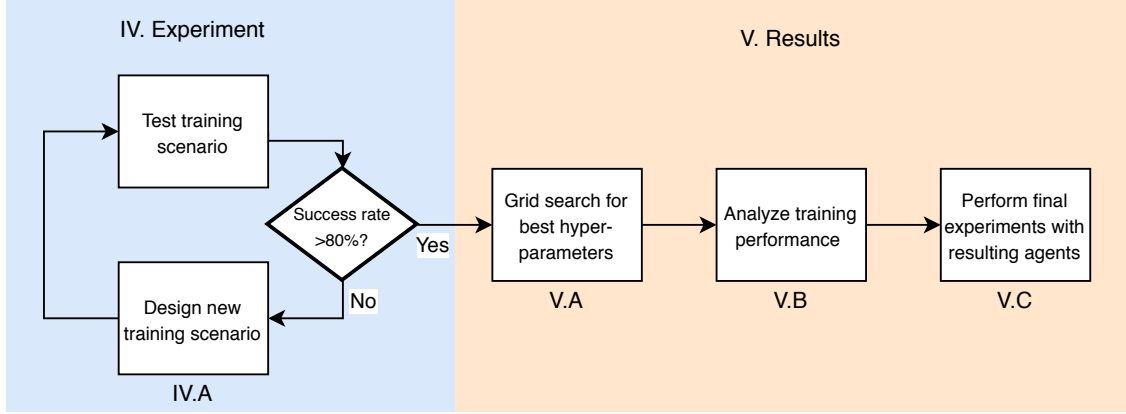 IV. Experiment
V. Results
Test training
scenario
Success rate
>80%?
Yes
No
Design new
training scenario
IV.A
Grid search for
best hyper-
parameters
V.A
Analyze training
performance
V.B
Perform final
experiments with
resulting agents
V.C